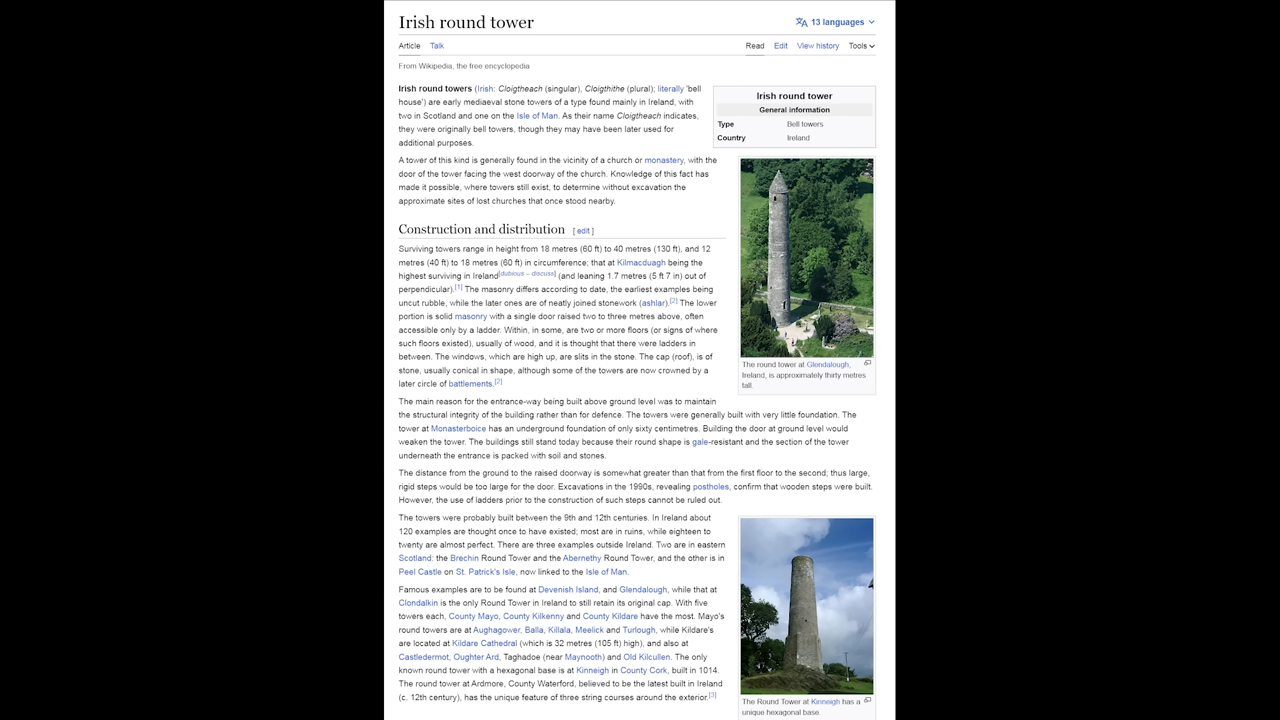 Irish round tower
13 languages
Article Talk
Read Edit View history Tools
From Wikipedia, the free encyclopedia
Irish round towers (Irish: Cloigtheach (singular), Cloigthithe (plural); literally 'bell
house') are early mediaeval stone towers of a type found mainly in Ireland, with
two in Scotland and one on the Isle of Man. As their name Cloigtheach indicates,
they were originally bell towers, though they may have been later used for
additional purposes.
Irish round tower
General information
Type Bell towers
Country Ireland
A tower of this kind is generally found in the vicinity of a church or monastery, with the
door of the tower facing the west doorway of the church. Knowledge of this fact has
made it possible, where towers still exist, to determine without excavation the
approximate sites of lost churches that once stood nearby.
Construction and distribution [ edit ]
Surviving towers range in height from 18 metres (60 ft) to 40 metres (130 ft), and 12
metres (40 ft) to 18 metres (60 ft) in circumference; that at Kilmacduagh being the
highest surviving in Ireland[dubious – discuss] (and leaning 1.7 metres (5 ft 7 in) out of
perpendicular).[1] The masonry differs according to date, the earliest examples being
uncut rubble, while the later ones are of neatly joined stonework (ashlar).[2] The lower
portion is solid masonry with a single door raised two to three metres above, often
accessible only by a ladder. Within, in some, are two or more floors (or signs of where
such floors existed), usually of wood, and it is thought that there were ladders in
between. The windows, which are high up, are slits in the stone. The cap (roof), is of
stone, usually conical in shape, although some of the towers are now crowned by a
later circle of battlements.[2]
The round tower at Glendalough,
Ireland, is approximately thirty metres
tall.
The main reason for the entrance-way being built above ground level was to maintain
the structural integrity of the building rather than for defence. The towers were generally built with very little foundation. The
tower at Monasterboice has an underground foundation of only sixty centimetres. Building the door at ground level would
weaken the tower. The buildings still stand today because their round shape is gale-resistant and the section of the tower
underneath the entrance is packed with soil and stones.
The distance from the ground to the raised doorway is somewhat greater than that from the first floor to the second; thus large,
rigid steps would be too large for the door. Excavations in the 1990s, revealing postholes, confirm that wooden steps were built.
However, the use of ladders prior to the construction of such steps cannot be ruled out.
The towers were probably built between the 9th and 12th centuries. In Ireland about
120 examples are thought once to have existed; most are in ruins, while eighteen to
twenty are almost perfect. There are three examples outside Ireland. Two are in eastern
Scotland: the Brechin Round Tower and the Abernethy Round Tower, and the other is in
Peel Castle on St. Patrick's Isle, now linked to the Isle of Man.
Famous examples are to be found at Devenish Island, and Glendalough, while that at
Clondalkin is the only Round Tower in Ireland to still retain its original cap. With five
towers each, County Mayo, County Kilkenny and County Kildare have the most. Mayo's
round towers are at Aughagower, Balla, Killala, Meelick and Turlough, while Kildare's
are located at Kildare Cathedral (which is 32 metres (105 ft) high), and also at
Castledermot, Oughter Ard, Taghadoe (near Maynooth) and Old Kilcullen. The only
known round tower with a hexagonal base is at Kinneigh in County Cork, built in 1014.
The round tower at Ardmore, County Waterford, believed to be the latest built in Ireland
(c. 12th century), has the unique feature of three string courses around the exterior.[3]
The Round Tower at Kinneigh has a
unique hexagonal base.